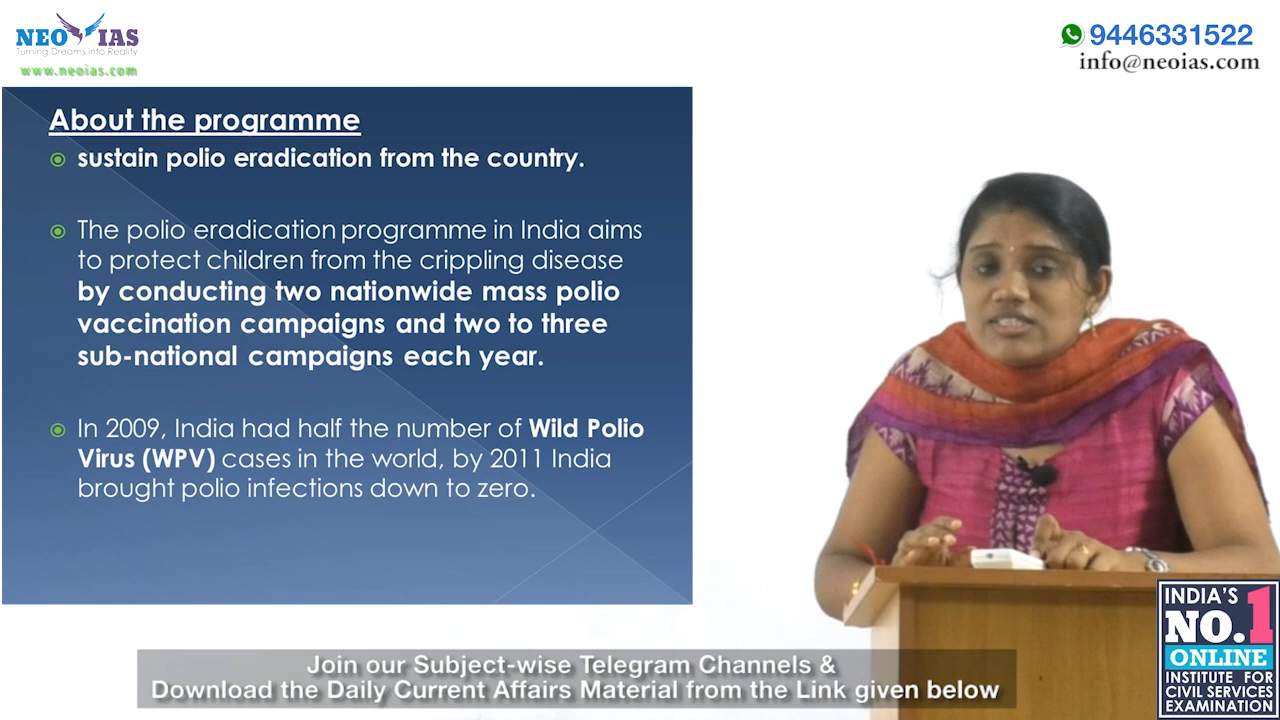 NEO IAS
Turning Dreams into Reality
www.neoias.com
9446331522
info@neoias.com
About the programme
sustain polio eradication from the country.
The polio eradication programme in India aims
to protect children from the crippling disease
by conducting two nationwide mass polio
vaccination campaigns and two to three
sub-national campaigns each year.
In 2009, India had half the number of Wild Polio
Virus (WPV) cases in the world, by 2011 India
brought polio infections down to zero.
INDIA'S
NO.1
ONLINE
INSTITUTE FOR
CIVIL SERVICES
EXAMINATION
Join our Subject-wise Telegram Channels &
Download the Daily Current Affairs Material from the Link given below